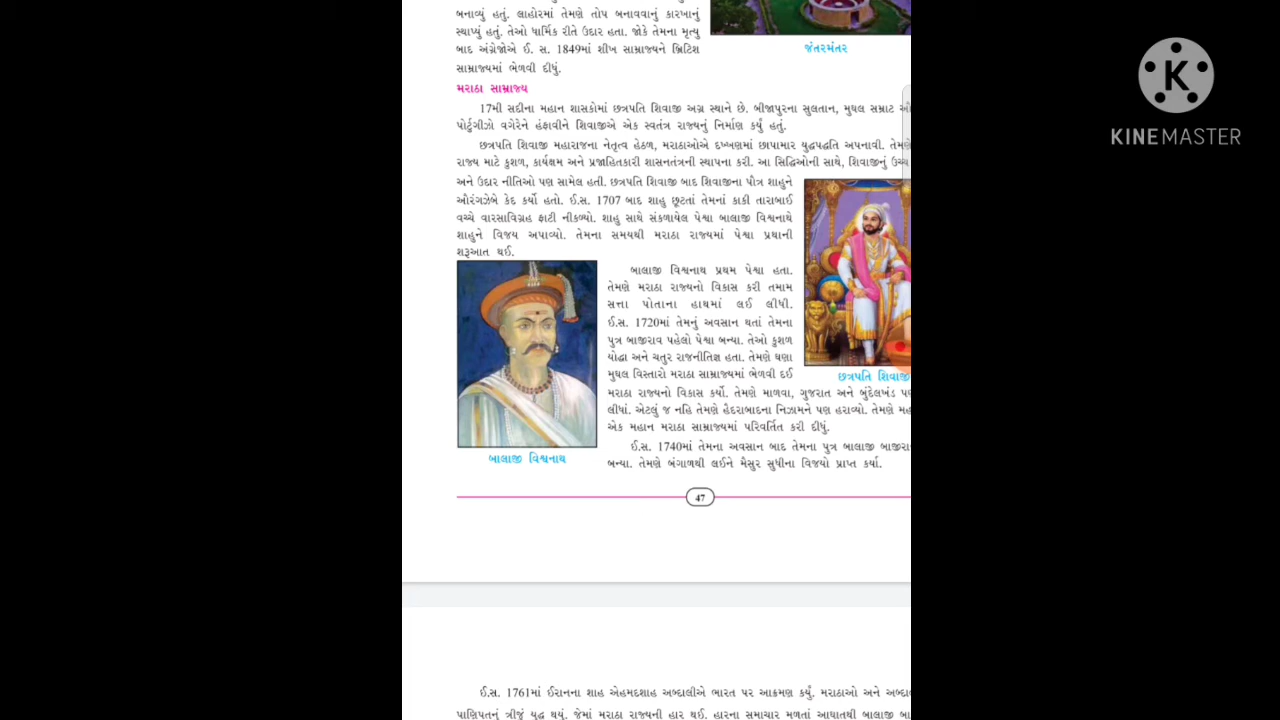 બનાવ્યું હતું. લાહોરમાં તેમણે તોપ બનાવવાનું કારખાનું
સ્થાપ્યું હતું. તેઓ ધાર્મિક રીતે ઉદાર હતા. જોકે તેમના મૃત્યુ
બાદ અંગ્રેજોએ ઈ. સ. 1849માં શીખ સામ્રાજ્યને બ્રિટિશ
સામ્રાજ્યમાં ભેળવી દીધું.
જંતરમંતર
KINEMASTER
મરાઠા સામ્રાજ્ય
17મી સદીના મહાન શાસકોમાં છત્રપતિ શિવાજી અગ્ર સ્થાને છે. બીજાપુરના સુલતાન, મુઘલ સમ્રાટ ઔ
પોર્ટુગીઝો વગેરેને હંફાવીને શિવાજીએ એક સ્વતંત્ર રાજ્યનું નિર્માણ કર્યું હતું.
છત્રપતિ શિવાજી મહારાજના નેતૃત્વ હેઠળ, મરાઠાઓએ દખ્ખણમાં છાપામાર યુદ્ધપદ્ધતિ અપનાવી. તેમણે
રાજ્ય માટે કુશળ, કાર્યક્ષમ અને પ્રજાહિતકારી શાસનતંત્રની સ્થાપના કરી. આ સિદ્ધિઓની સાથે, શિવાજીનું ઉચ્ચ
અને ઉદાર નીતિઓ પણ સામેલ હતી. છત્રપતિ શિવાજી બાદ શિવાજીના પૌત્ર શાહુને
ઔરંગઝેબે કેદ કર્યો હતો. ઈ.સ. 1707 બાદ શાહુ છૂટતાં તેમનાં કાકી તારાબાઈ
વચ્ચે વારસાવિગ્રહ ફાટી નીકળ્યો. શાહુ સાથે સંકળાયેલ પેશ્વા બાલાજી વિશ્વનાથે
શાહુને વિજય અપાવ્યો. તેમના સમયથી મરાઠા રાજ્યમાં પેશ્વા પ્રથાની
શરૂઆત થઈ.
બાલાજી વિશ્વનાથ પ્રથમ પેશ્વા હતા.
તેમણે મરાઠા રાજ્યનો વિકાસ કરી તમામ
સત્તા પોતાના હાથમાં લઈ લીધી.
ઈ.સ. 1720માં તેમનું અવસાન થતાં તેમના
પુત્ર બાજીરાવ પહેલો પેશ્વા બન્યા. તેઓ કુશળ
યોદ્ધા અને ચતુર રાજનીતિજ્ઞ હતા. તેમણે ઘણા
મુઘલ વિસ્તારો મરાઠા સામ્રાજ્યમાં ભેળવી દઈ
મરાઠા રાજ્યનો વિકાસ કર્યો. તેમણે માળવા, ગુજરાત અને બુંદેલખંડ પણ
લીધાં. એટલું જ નહિ તેમણે હૈદરાબાદના નિઝામને પણ હરાવ્યો. તેમણે
એક મહાન મરાઠા સામ્રાજ્યમાં પરિવર્તિત કરી દીધું.
છત્રપતિ શિવાજી
ઈ.સ. 1740માં તેમના અવસાન બાદ તેમના પુત્ર બાલાજી બાજીરા
બન્યા. તેમણે બંગાળથી લઈને મૈસુર સુધીના વિજયો પ્રાપ્ત કર્યા.
બાલાજી વિશ્વનાથ
47
ઈ.સ. 1761માં ઈરાનના શાહ એહમદશાહ અબ્દાલીએ ભારત પર આક્રમણ કર્યું. મરાઠાઓ અને અબ્દા
પાણિપતનું ત્રીજું યુદ્ધ થયું. જેમાં મરાઠા રાજ્યની હાર થઈ. હારના સમાચાર મળતાં આઘાતથી બાલાજી બા